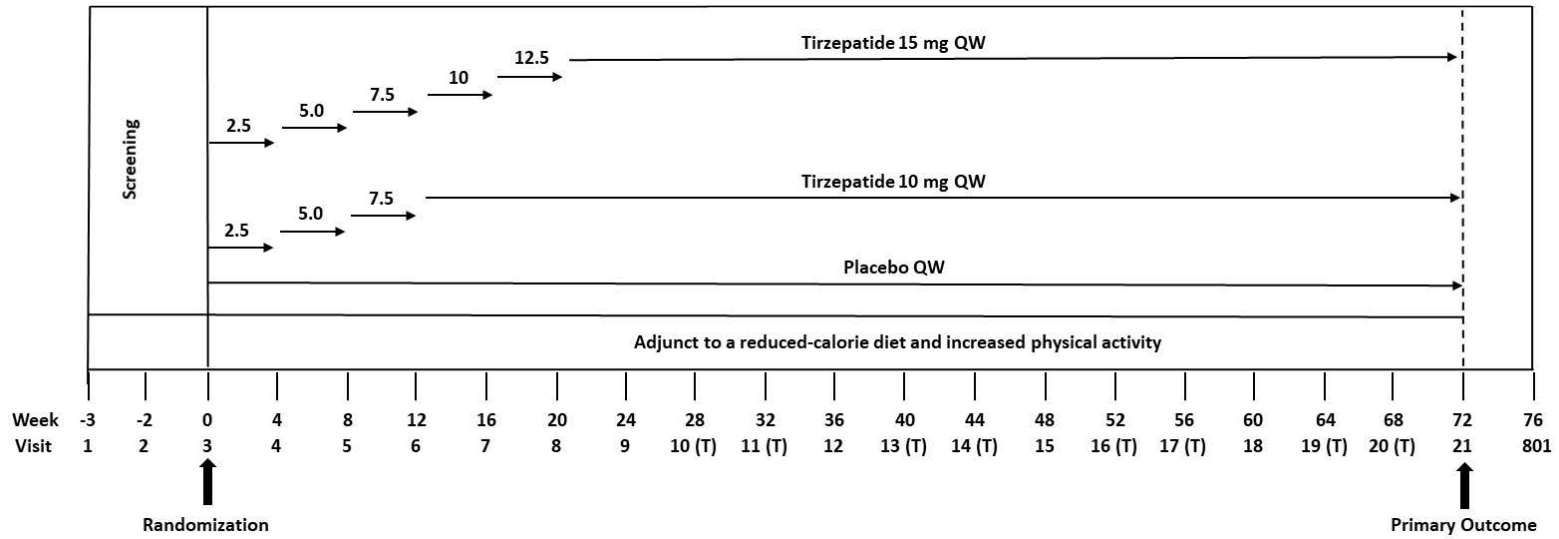 Tirzepatide 15 mg QW
12.5
10
7.5
5.0
2.5
Screening
Tirzepatide 10 mg QW
7.5
5.0
2.5
Placebo QW
Adjunct to a reduced-calorie diet and increased physical activity
Week -3 -2 0 4 8 12 16 20 24 28 32 36 40 44 48 52 56 60 64 68 72 76
Visit 1 2 3 4 5 6 7 8 9 10 (T) 11 (T) 12 13 (T) 14 (T) 15 16 (T) 17 (T) 18 19 (T) 20 (T) 21 801
Randomization Primary Outcome